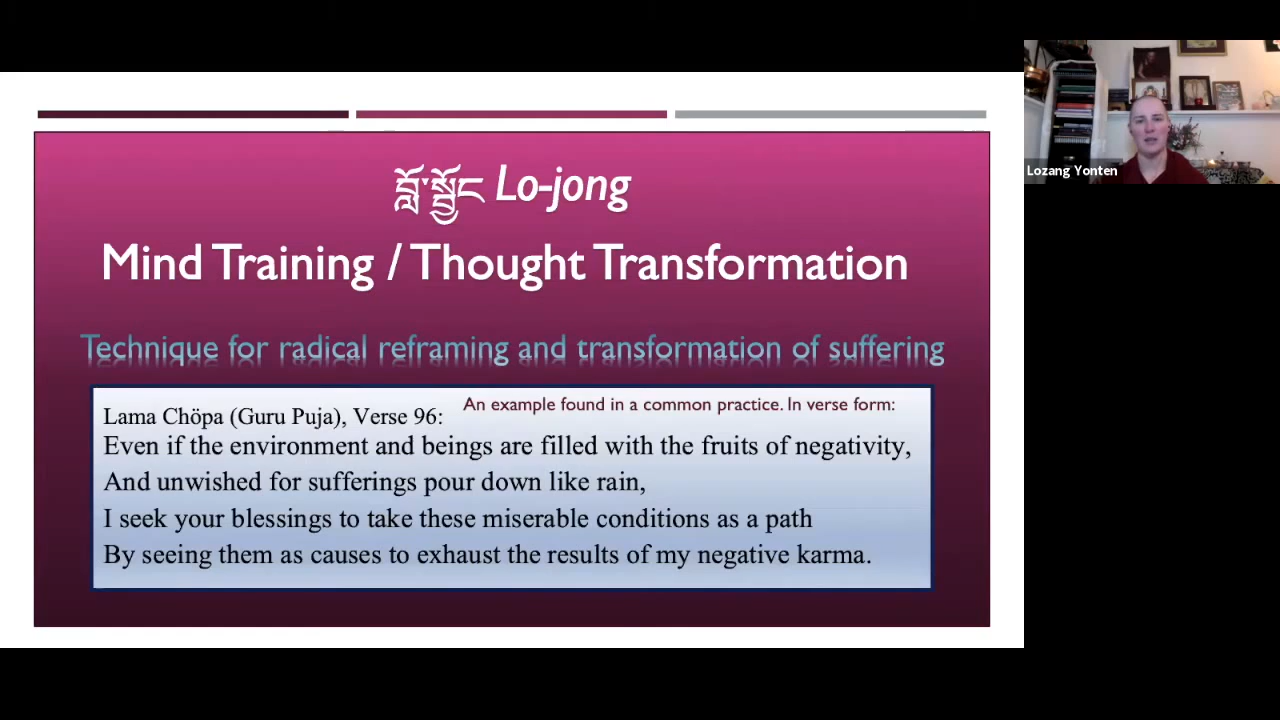 བློ་སྦྱོང Lo-jong
Mind Training / Thought Transformation
Technique for radical reframing and transformation of suffering
An example found in a common practice. In verse form:
Lama Chöpa (Guru Puja), Verse 96:
Even if the environment and beings are filled with the fruits of negativity,
And unwished for sufferings pour down like rain,
I seek your blessings to take these miserable conditions as a path
By seeing them as causes to exhaust the results of my negative karma.
Lozang Yonten